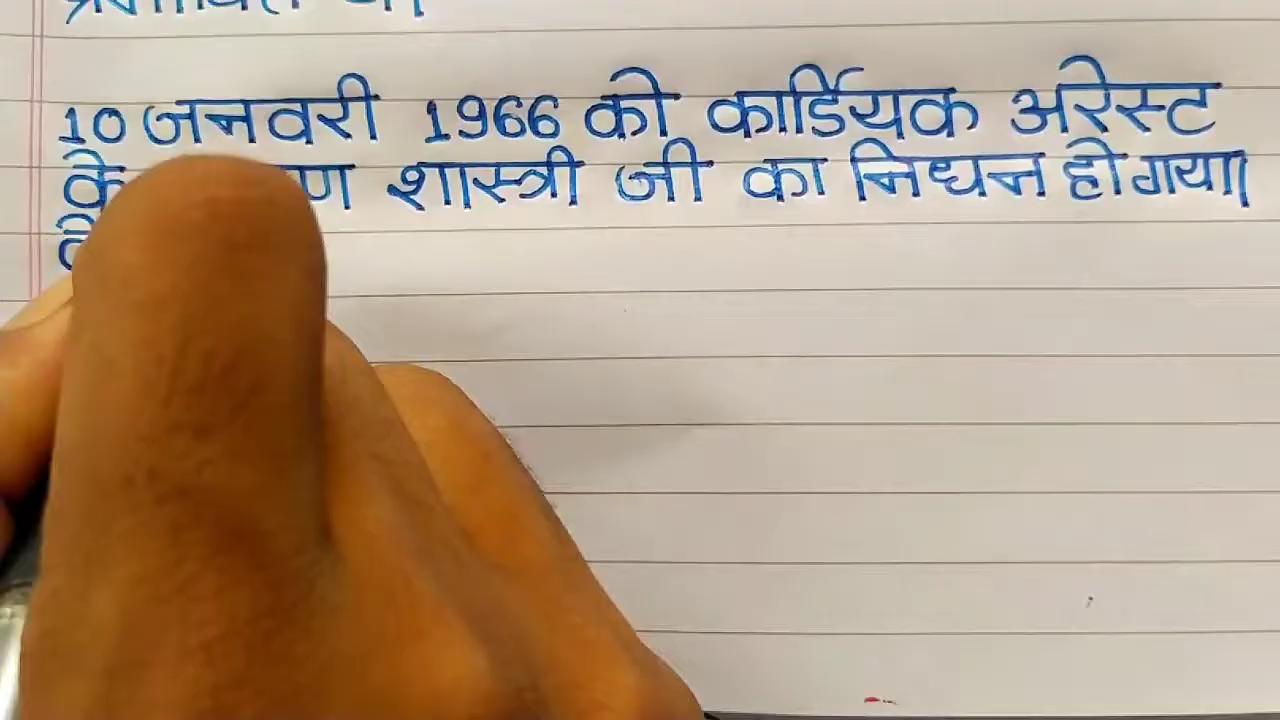 10 जनवरी 1966 को कार्डियक अरेस्ट
के शास्त्री जी का निधन हो गया।